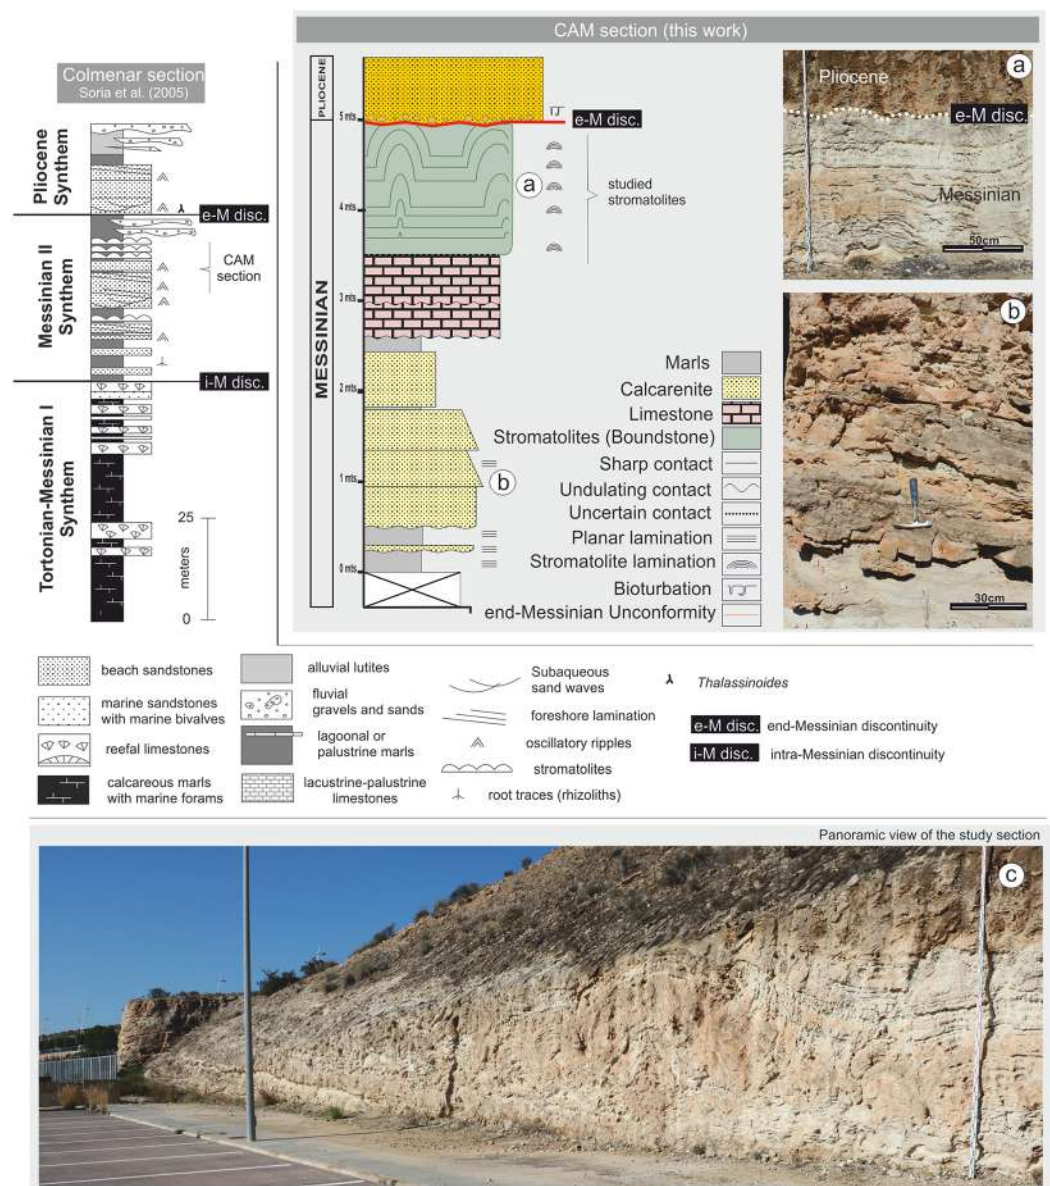 CAM section (this work)
Colmenar section
Soria et al. (2005)
Pliocene
Synthem
Messinian II
Synthem
Tortonian-Messinian I
Synthem
e-M disc.
CAM
section
i-M disc.
25
meters
0
PLIOCENE
MESSINIAN
5 mts
4 mts
3 mts
2 mts
1 mts
0 mts
e-M disc.
a
studied
stromatolites
b
Marls
Calcarenite
Limestone
Stromatolites (Boundstone)
Sharp contact
Undulating contact
Uncertain contact
Planar lamination
Stromatolite lamination
Bioturbation
end-Messinian Unconformity
Pliocene
a
e-M disc.
Messinian
50cm
b
30cm
beach sandstones
marine sandstones
with marine bivalves
reefal limestones
calcareous marls
with marine forams
alluvial lutites
fluvial
gravels and sands
lagoonal or
palustrine marls
lacustrine-palustrine
limestones
Subaqueous
sand waves
foreshore lamination
oscillatory ripples
stromatolites
root traces (rhizoliths)
Thalassinoides
e-M disc. end-Messinian discontinuity
i-M disc. intra-Messinian discontinuity
Panoramic view of the study section
c